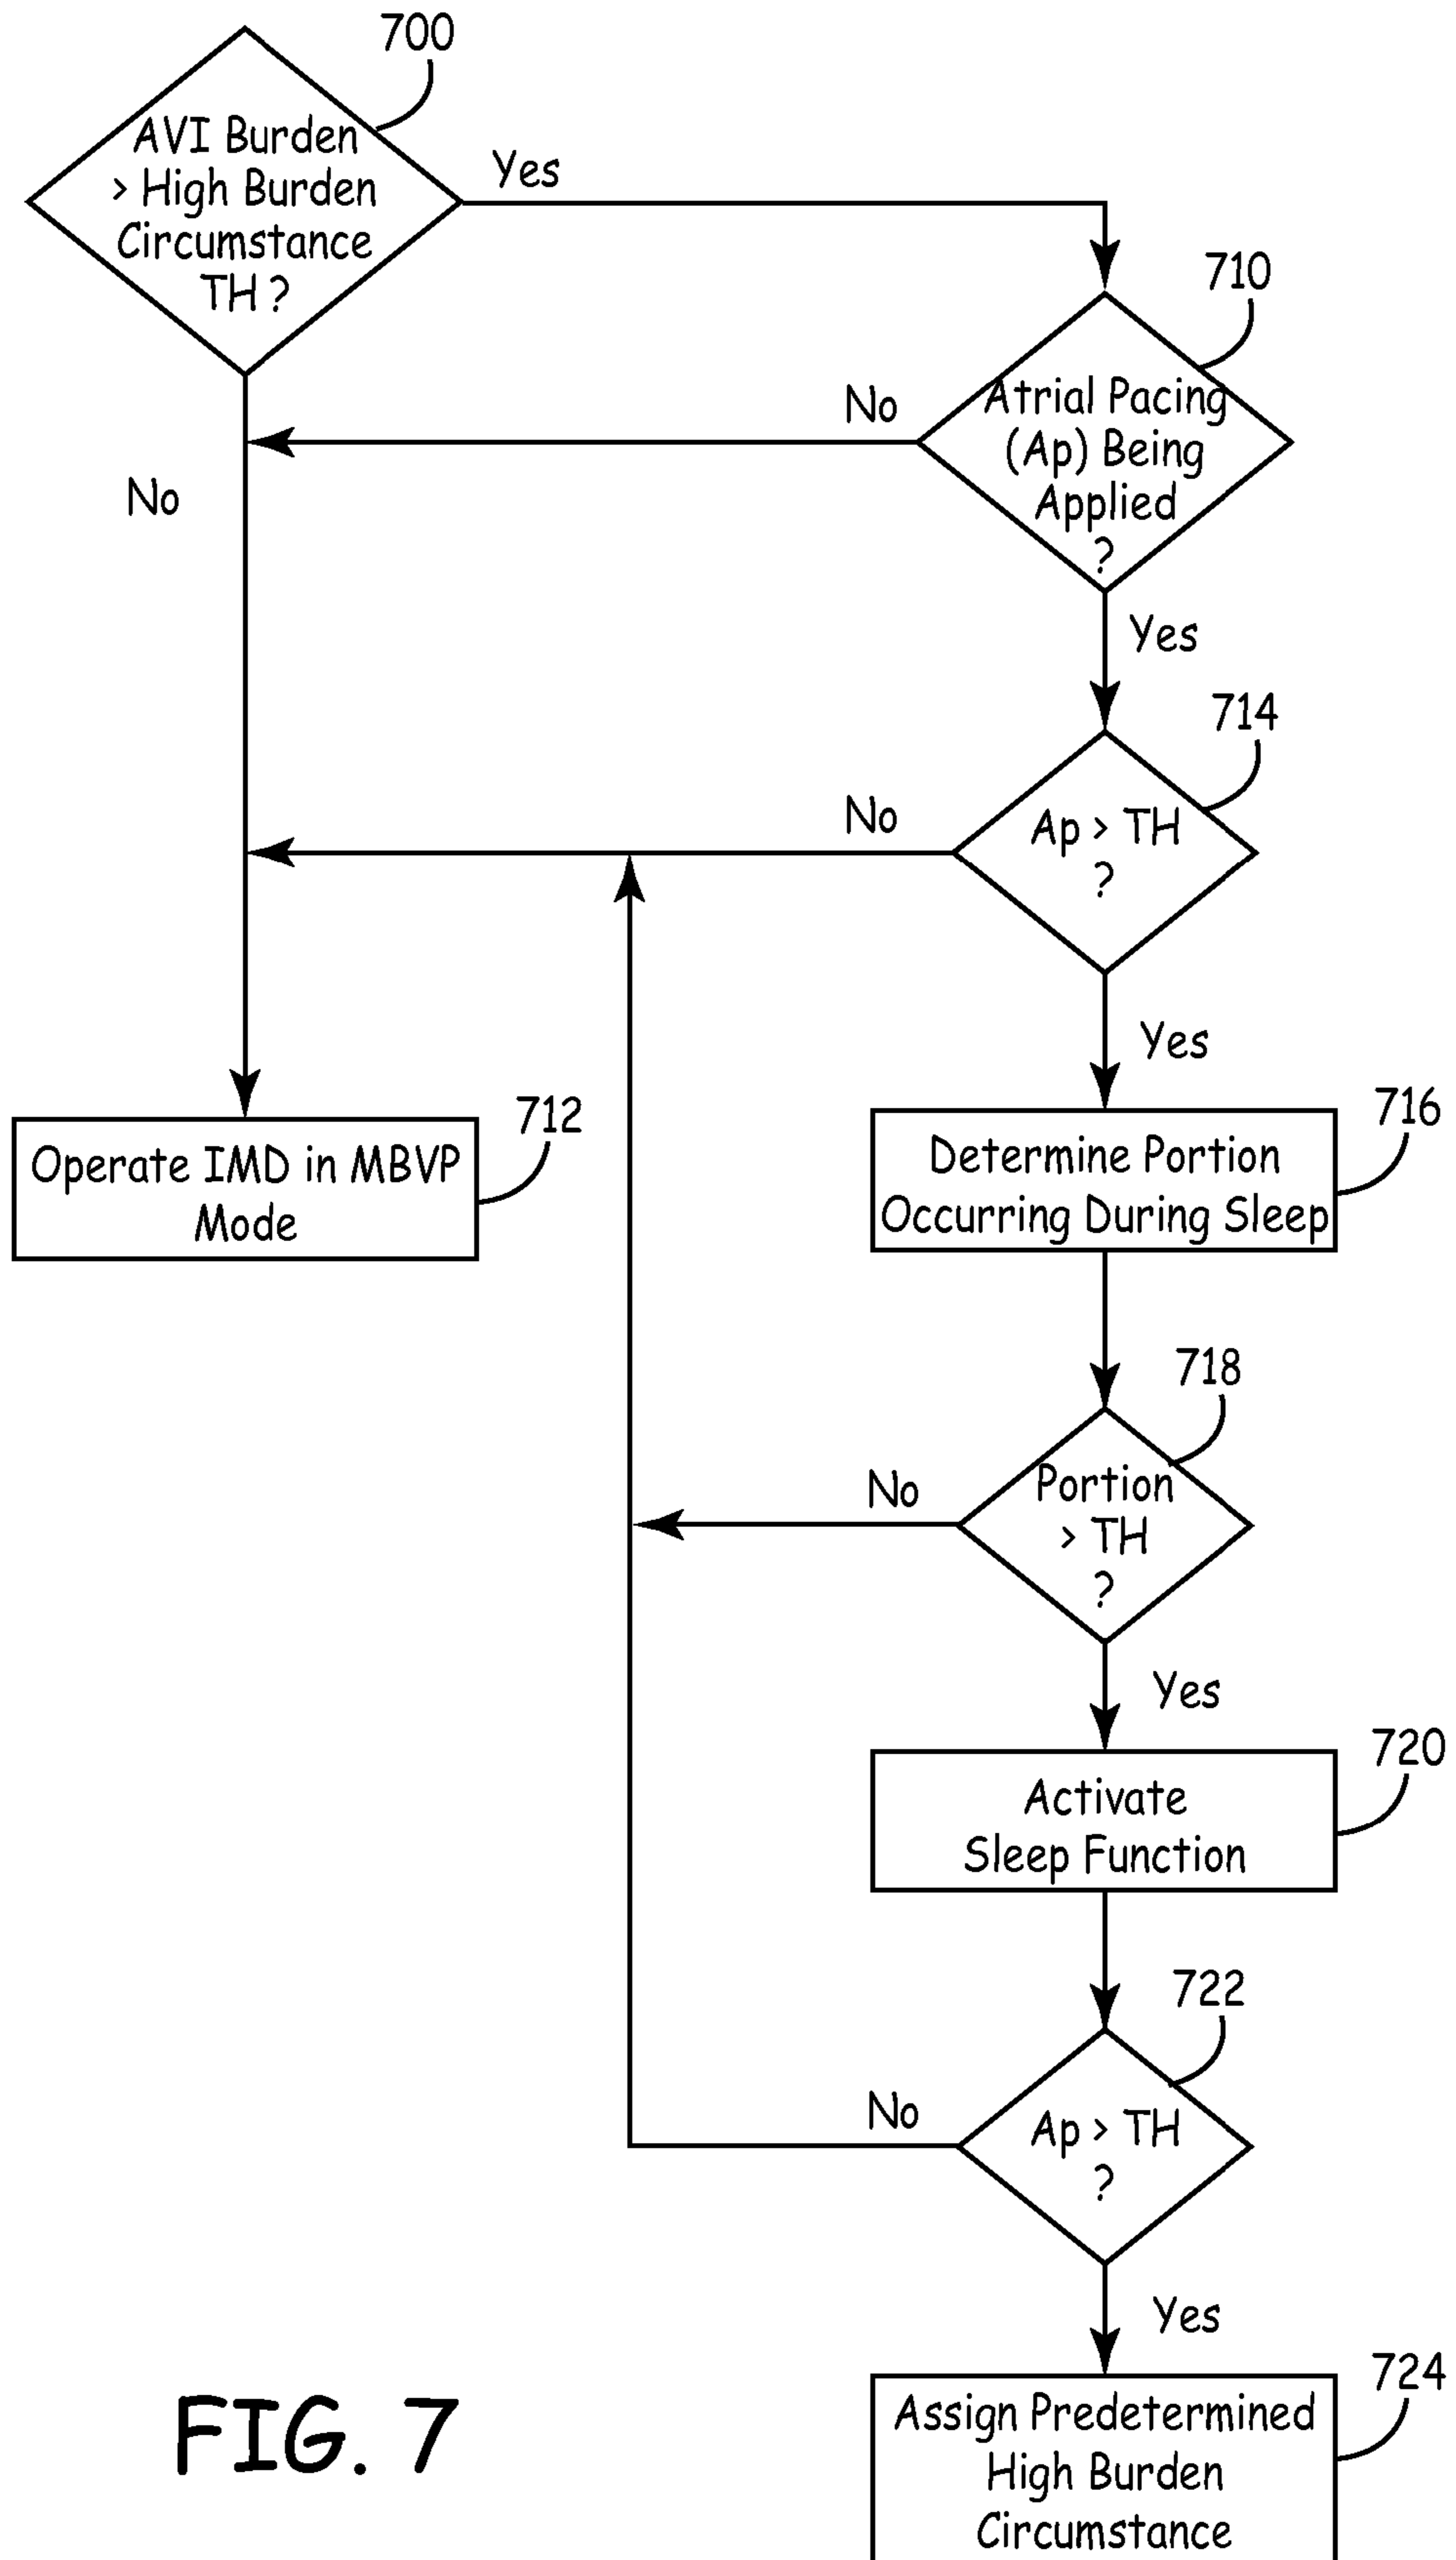 700
AVI Burden
> High Burden
Circumstance
TH ?
Yes
710
No
Atrial Pacing
(Ap) Being
Applied
?
No
Yes
714
No
Ap > TH
?
Yes
712
Operate IMD in MBVP
Mode
716
Determine Portion
Occurring During Sleep
718
No
Portion
> TH
?
Yes
720
Activate
Sleep Function
722
No
Ap > TH
?
Yes
724
Assign Predetermined
High Burden
Circumstance
FIG. 7